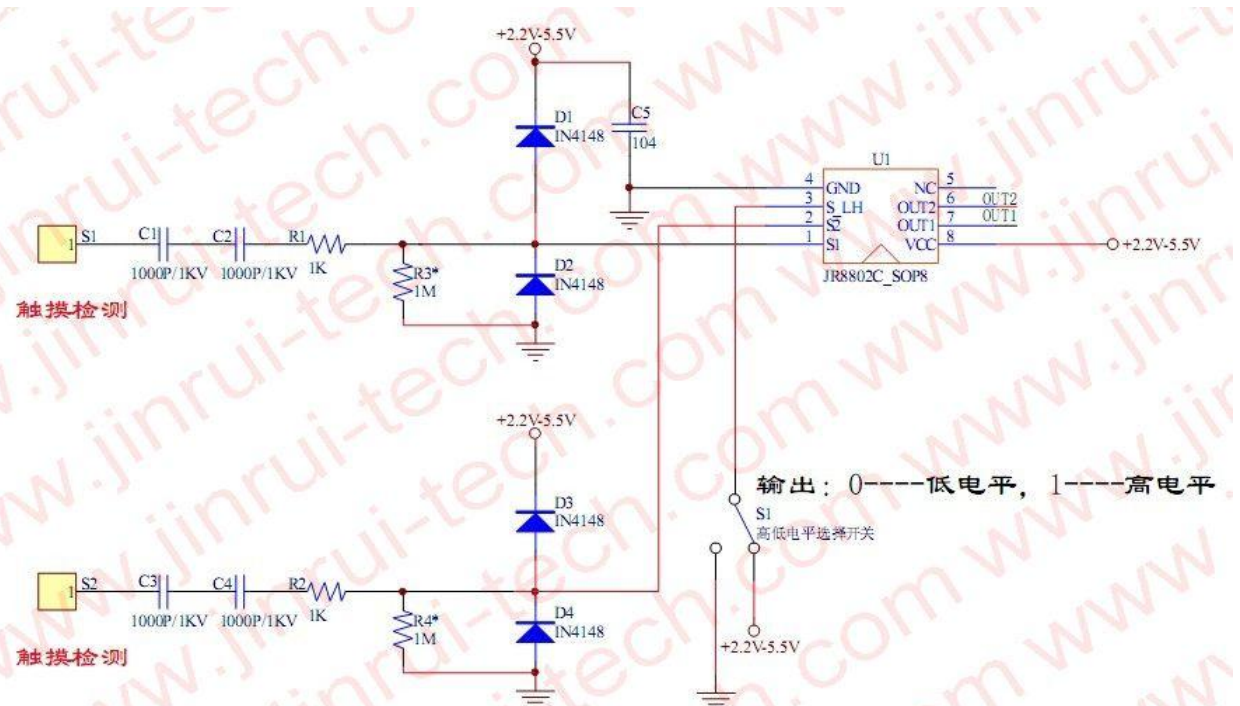 +2.2V-5.5V
D1
IN4148
C5
104
U1
4 GND NC 5
3 S_LH OUT2 6 OUT2
2 S2 OUT1 7 OUT1
1 S1 VCC 8
+2.2V-5.5V
JR8802C_SOP8
1 S1
C1
1000P/1KV
C2
1000P/1KV
R1
1K
R3*
1M
D2
IN4148
触摸检测
+2.2V-5.5V
D3
IN4148
输出：0----低电平，1----高电平
S1
高低电平选择开关
+2.2V-5.5V
1 S2
C3
1000P/1KV
C4
1000P/1KV
R2
1K
R4*
1M
D4
IN4148
触摸检测
www.jinrui-tech.com